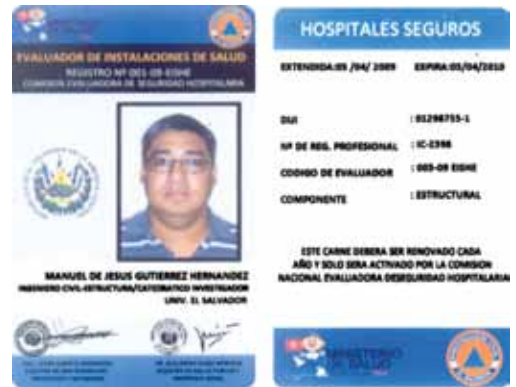 EVALUADOR DE INSTALACIONES DE SALUD
REGISTRO Nº 005-09-EISHE
COMISION EVALUADORA DE SEGURIDAD HOSPITALARIA
MANUEL DE JESUS GUTIERREZ HERNANDEZ
INGENIERO CIVIL-ESTRUCTURA/CATEDRATICO INVESTIGADOR
UNIV. EL SALVADOR
HOSPITALES SEGUROS
EXTENDIDA:05 /04/ 2009 EXPIRA:05/04/2010
DUI : 01298755-1
Nº DE REG. PROFESIONAL : IC-2398
CODIGO DE EVALUADOR : 005-09 EISHE
COMPONENTE : ESTRUCTURAL
ESTE CARNE DEBERA SER RENOVADO CADA
AÑO Y SOLO SERA ACTIVADO POR LA COMISION
NACIONAL EVALUADORA DESEGURIDAD HOSPITALARIA
MINISTERIO
DE SALUD